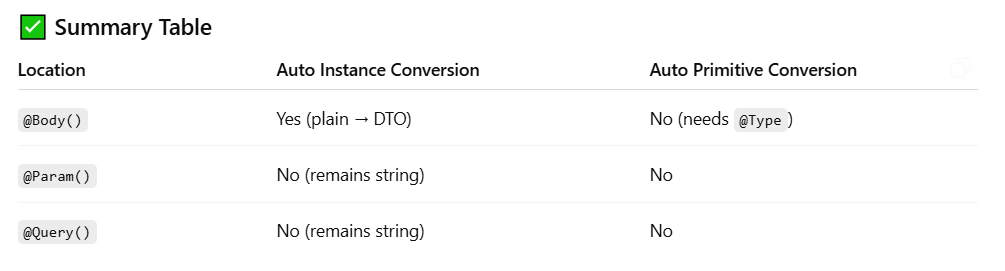 ✅ Summary Table
Location Auto Instance Conversion Auto Primitive Conversion
@Body() Yes (plain → DTO) No (needs @Type)
@Param() No (remains string) No
@Query() No (remains string) No